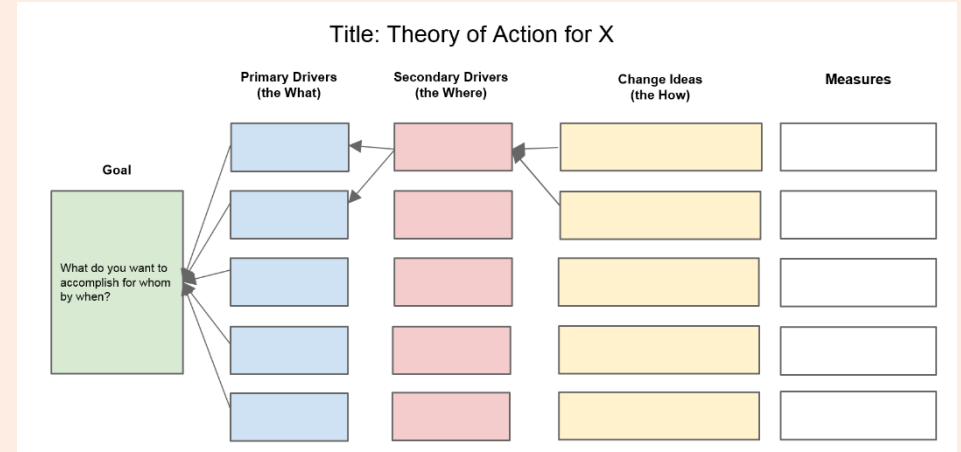 Title: Theory of Action for X
Primary Drivers
(the What)
Secondary Drivers
(the Where)
Change Ideas
(the How)
Measures
Goal
What do you want to
accomplish for whom
by when?